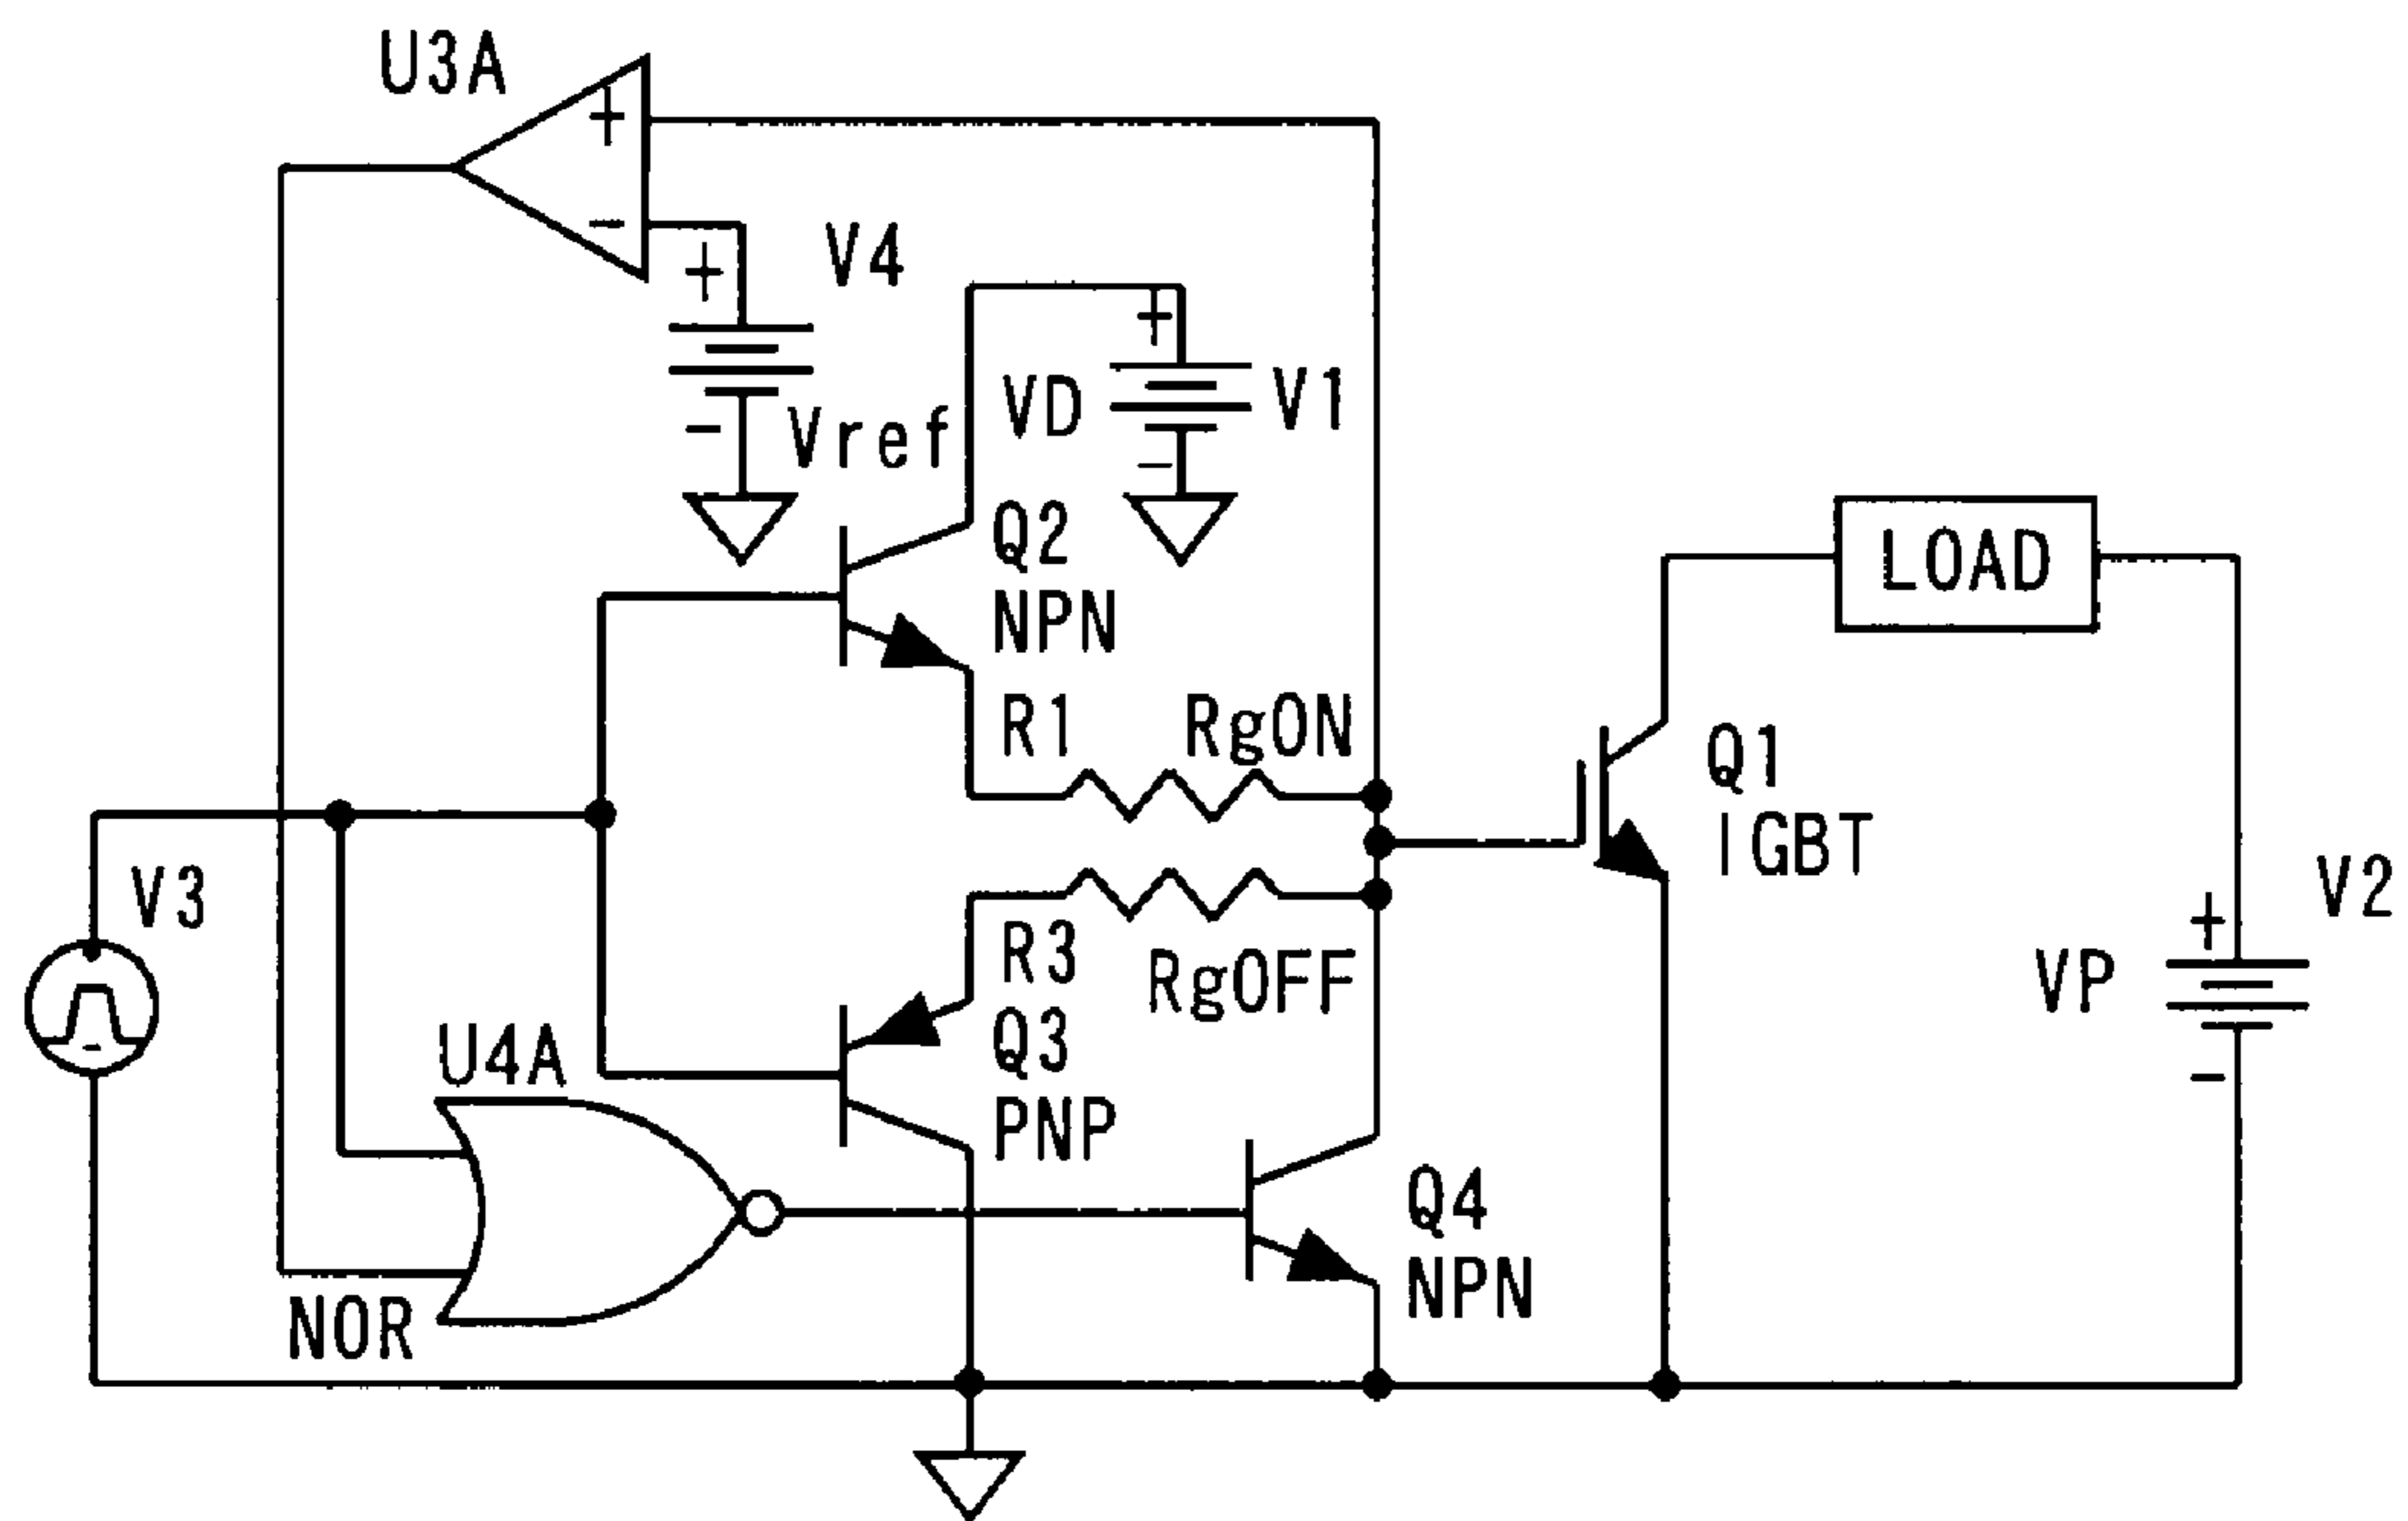 U3A
+
-
+
V4
Vref
-
+
VD
V1
-
Q2
NPN
R1
RgON
LOAD
Q1
IGBT
V3
-
R3
RgOFF
Q3
PNP
U4A
NOR
Q4
NPN
+
V2
VP
-